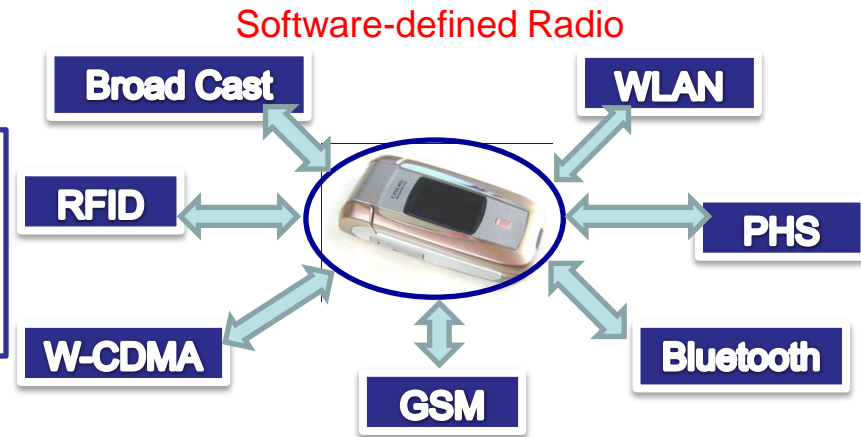 Software-defined Radio
Broad Cast
WLAN
RFID
PHS
W-CDMA
Bluetooth
GSM